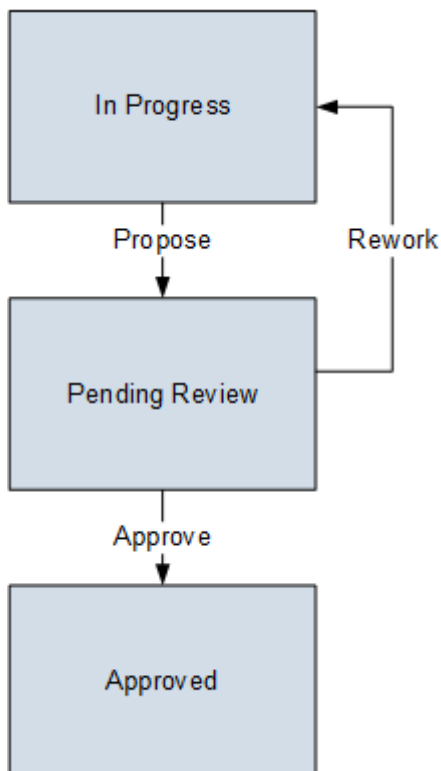 In Progress
Propose
Rework
Pending Review
Approve
Approved